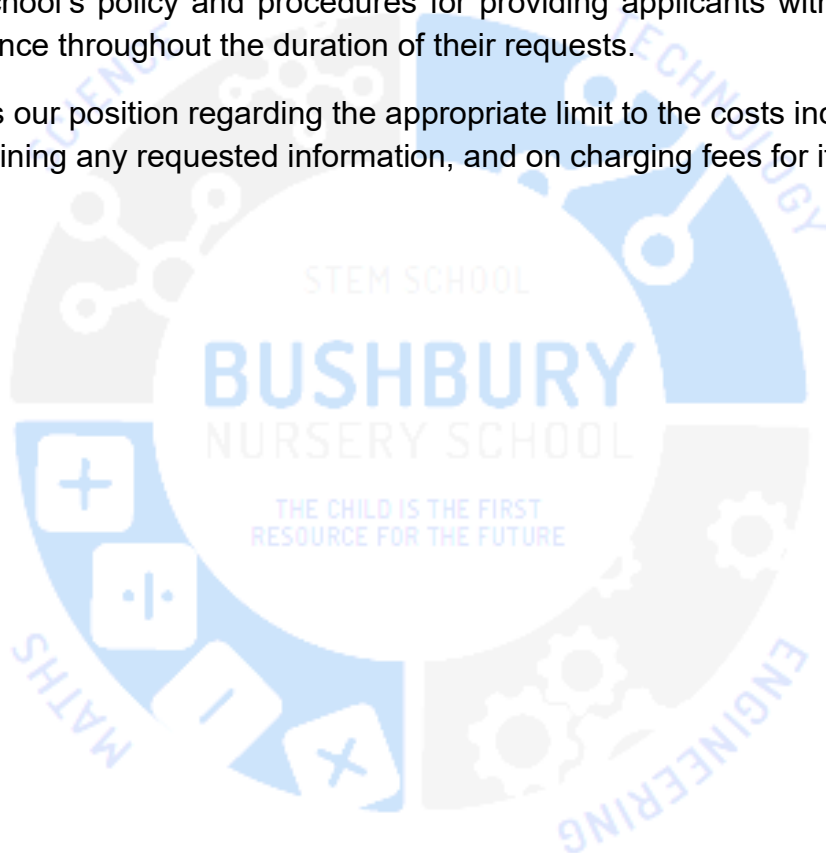 chool's policy and procedures for providing applicants with
nce throughout the duration of their requests.
s our position regarding the appropriate limit to the costs inc
ining any requested information, and on charging fees for i
SCIENCE
TECHNOLOGY
STEM SCHOOL
BUSHBURY
NURSERY SCHOOL
THE CHILD IS THE FIRST
RESOURCE FOR THE FUTURE
MATHS
ENGINEERING